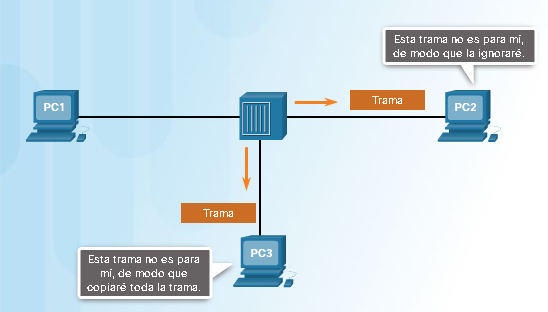 Esta trama no es para mí,
de modo que la ignoraré.
PC1
Trama
PC2
Trama
Esta trama no es para
mí, de modo que
copiaré toda la trama.
PC3